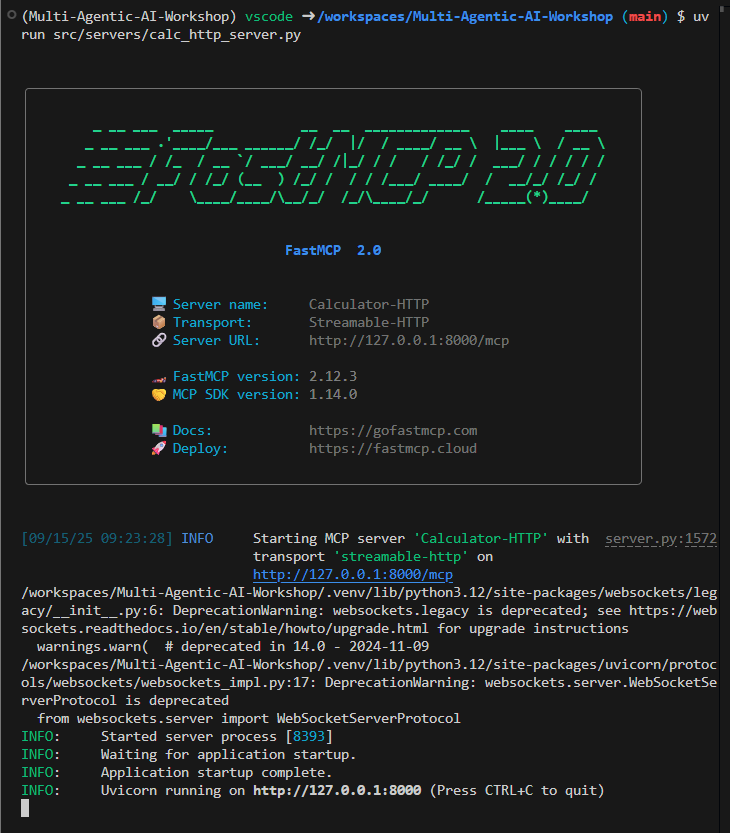 (Multi-Agentic-AI-Workshop) vscode ➜/workspaces/Multi-Agentic-AI-Workshop (main) $ uv
run src/servers/calc_http_server.py
FastMCP 2.0
Server name: Calculator-HTTP
Transport: Streamable-HTTP
Server URL: http://127.0.0.1:8000/mcp
FastMCP version: 2.12.3
MCP SDK version: 1.14.0
Docs: https://gofastmcp.com
Deploy: https://fastmcp.cloud
[09/15/25 09:23:28] INFO Starting MCP server 'Calculator-HTTP' with server.py:1572
transport 'streamable-http' on
http://127.0.0.1:8000/mcp
/workspaces/Multi-Agentic-AI-Workshop/.venv/lib/python3.12/site-packages/websockets/leg
acy/__init__.py:6: DeprecationWarning: websockets.legacy is deprecated; see https://web
sockets.readthedocs.io/en/stable/howto/upgrade.html for upgrade instructions
warnings.warn(  # deprecated in 14.0 - 2024-11-09
/workspaces/Multi-Agentic-AI-Workshop/.venv/lib/python3.12/site-packages/uvicorn/protoc
ols/websockets/websockets_impl.py:17: DeprecationWarning: websockets.server.WebSocketSe
rverProtocol is deprecated
from websockets.server import WebSocketServerProtocol
INFO: Started server process [8393]
INFO: Waiting for application startup.
INFO: Application startup complete.
INFO: Uvicorn running on http://127.0.0.1:8000 (Press CTRL+C to quit)